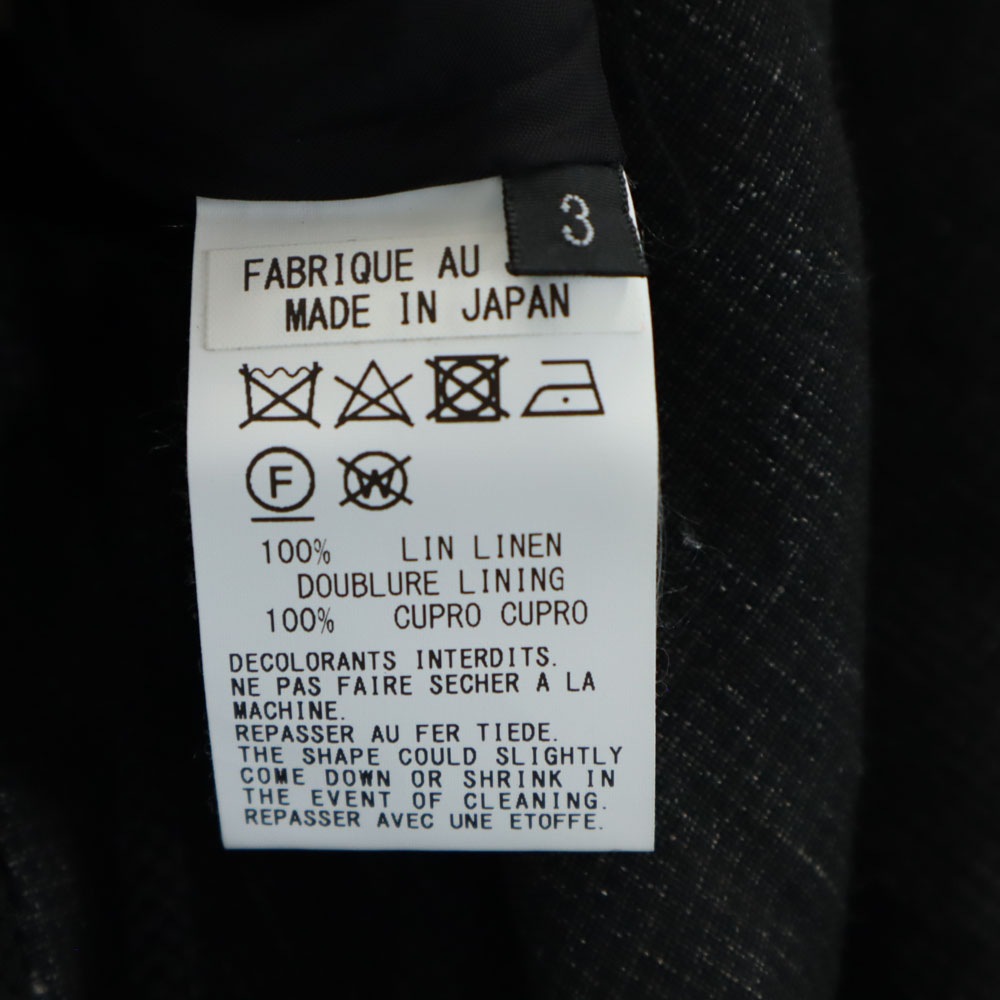 3
FABRIQUE AU
MADE IN JAPAN
F
W
100% LIN LINEN
DOUBLURE LINING
100% CUPRO CUPRO
DECOLORANTS INTERDITS.
NE PAS FAIRE SECHER A LA
MACHINE.
REPASSER AU FER TIEDE.
THE SHAPE COULD SLIGHTLY
COME DOWN OR SHRINK IN
THE EVENT OF CLEANING.
REPASSER AVEC UNE ETOFFE.